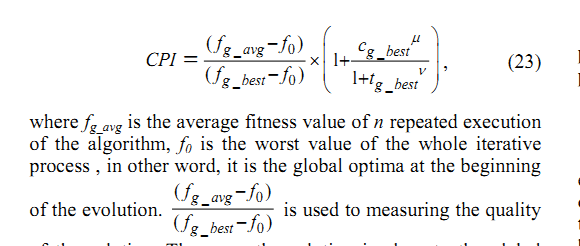 CPI = \frac{(f_{g\_avg}-f_0)}{(f_{g\_best}-f_0)} \times \left( 1+\frac{c_{g\_best}^{\mu}}{1+t_{g\_best}^{\nu}} \right), (23)
where f_{g\_avg} is the average fitness value of n repeated execution
of the algorithm, f_0 is the worst value of the whole iterative
process , in other word, it is the global optima at the beginning
of the evolution. \frac{(f_{g\_avg}-f_0)}{(f_{g\_best}-f_0)} is used to measuring the quality